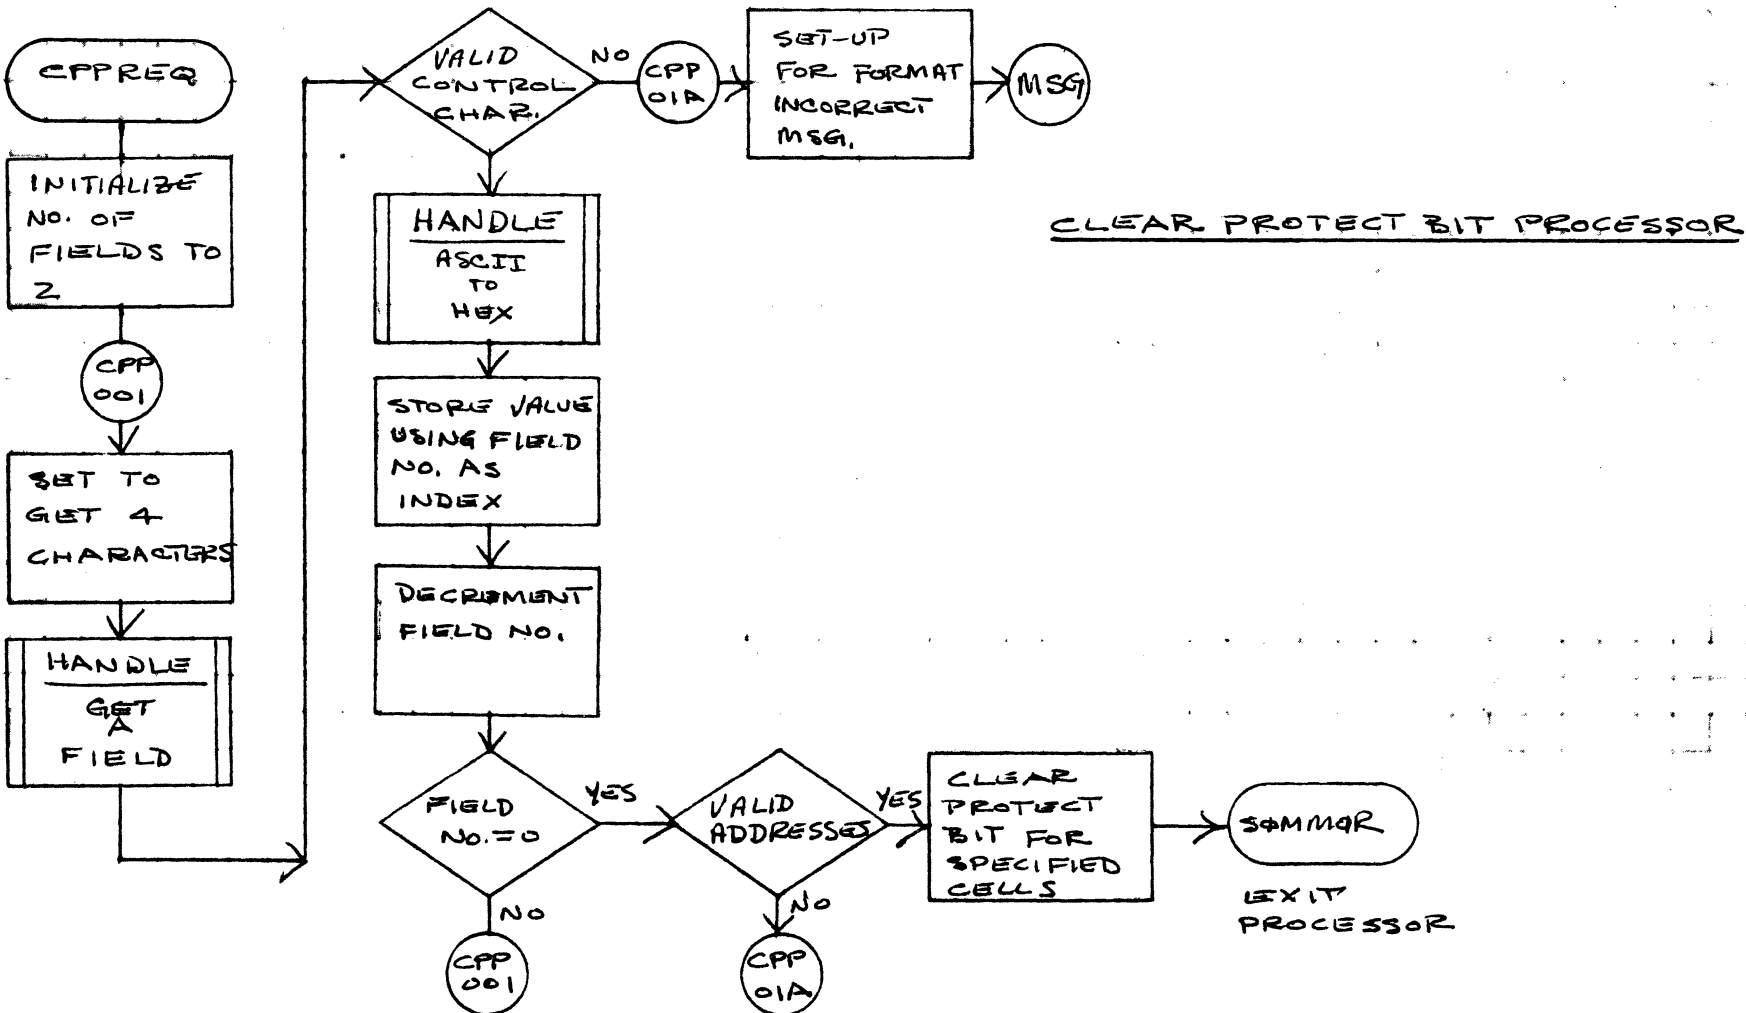 CPPREQ
INITIALIZE
NO. OF
FIELDS TO
2
CPP
001
SET TO
GET 4
CHARACTERS
HANDLE
GET
A
FIELD
VALID
CONTROL
CHAR.
NO
CPP
01A
SET-UP
FOR FORMAT
INCORRECT
MSG.
MSG
HANDLE
ASCII
TO
HEX
CLEAR PROTECT BIT PROCESSOR
STORE VALUE
USING FIELD
NO. AS
INDEX
DECREMENT
FIELD NO.
FIELD
NO.=0
YES
NO
CPP
001
VALID
ADDRESSES
YES
NO
CPP
01A
CLEAR
PROTECT
BIT FOR
SPECIFIED
CELLS
EXIT
PROCESSOR